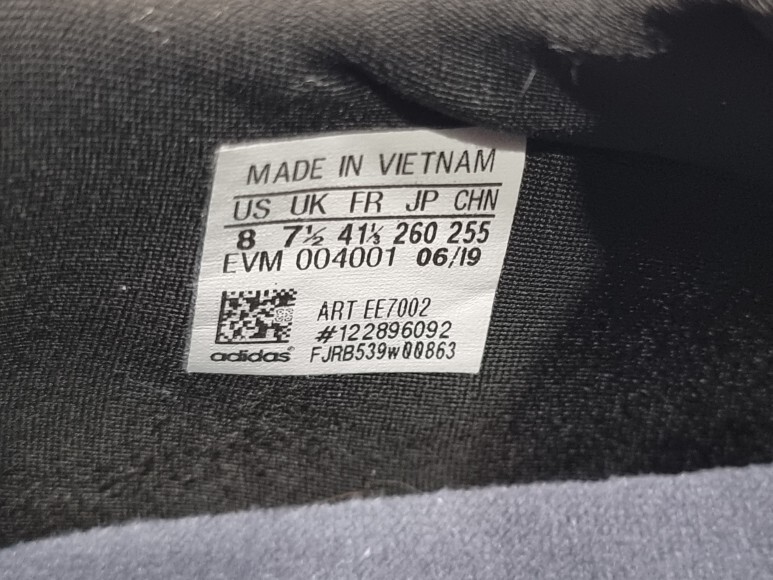 MADE IN VIETNAM
US UK FR JP CHN
8 7½ 41⅓ 260 255
EVM 004001 06/19
ART EE7002
#122896092
adidas® FJRB539w00863